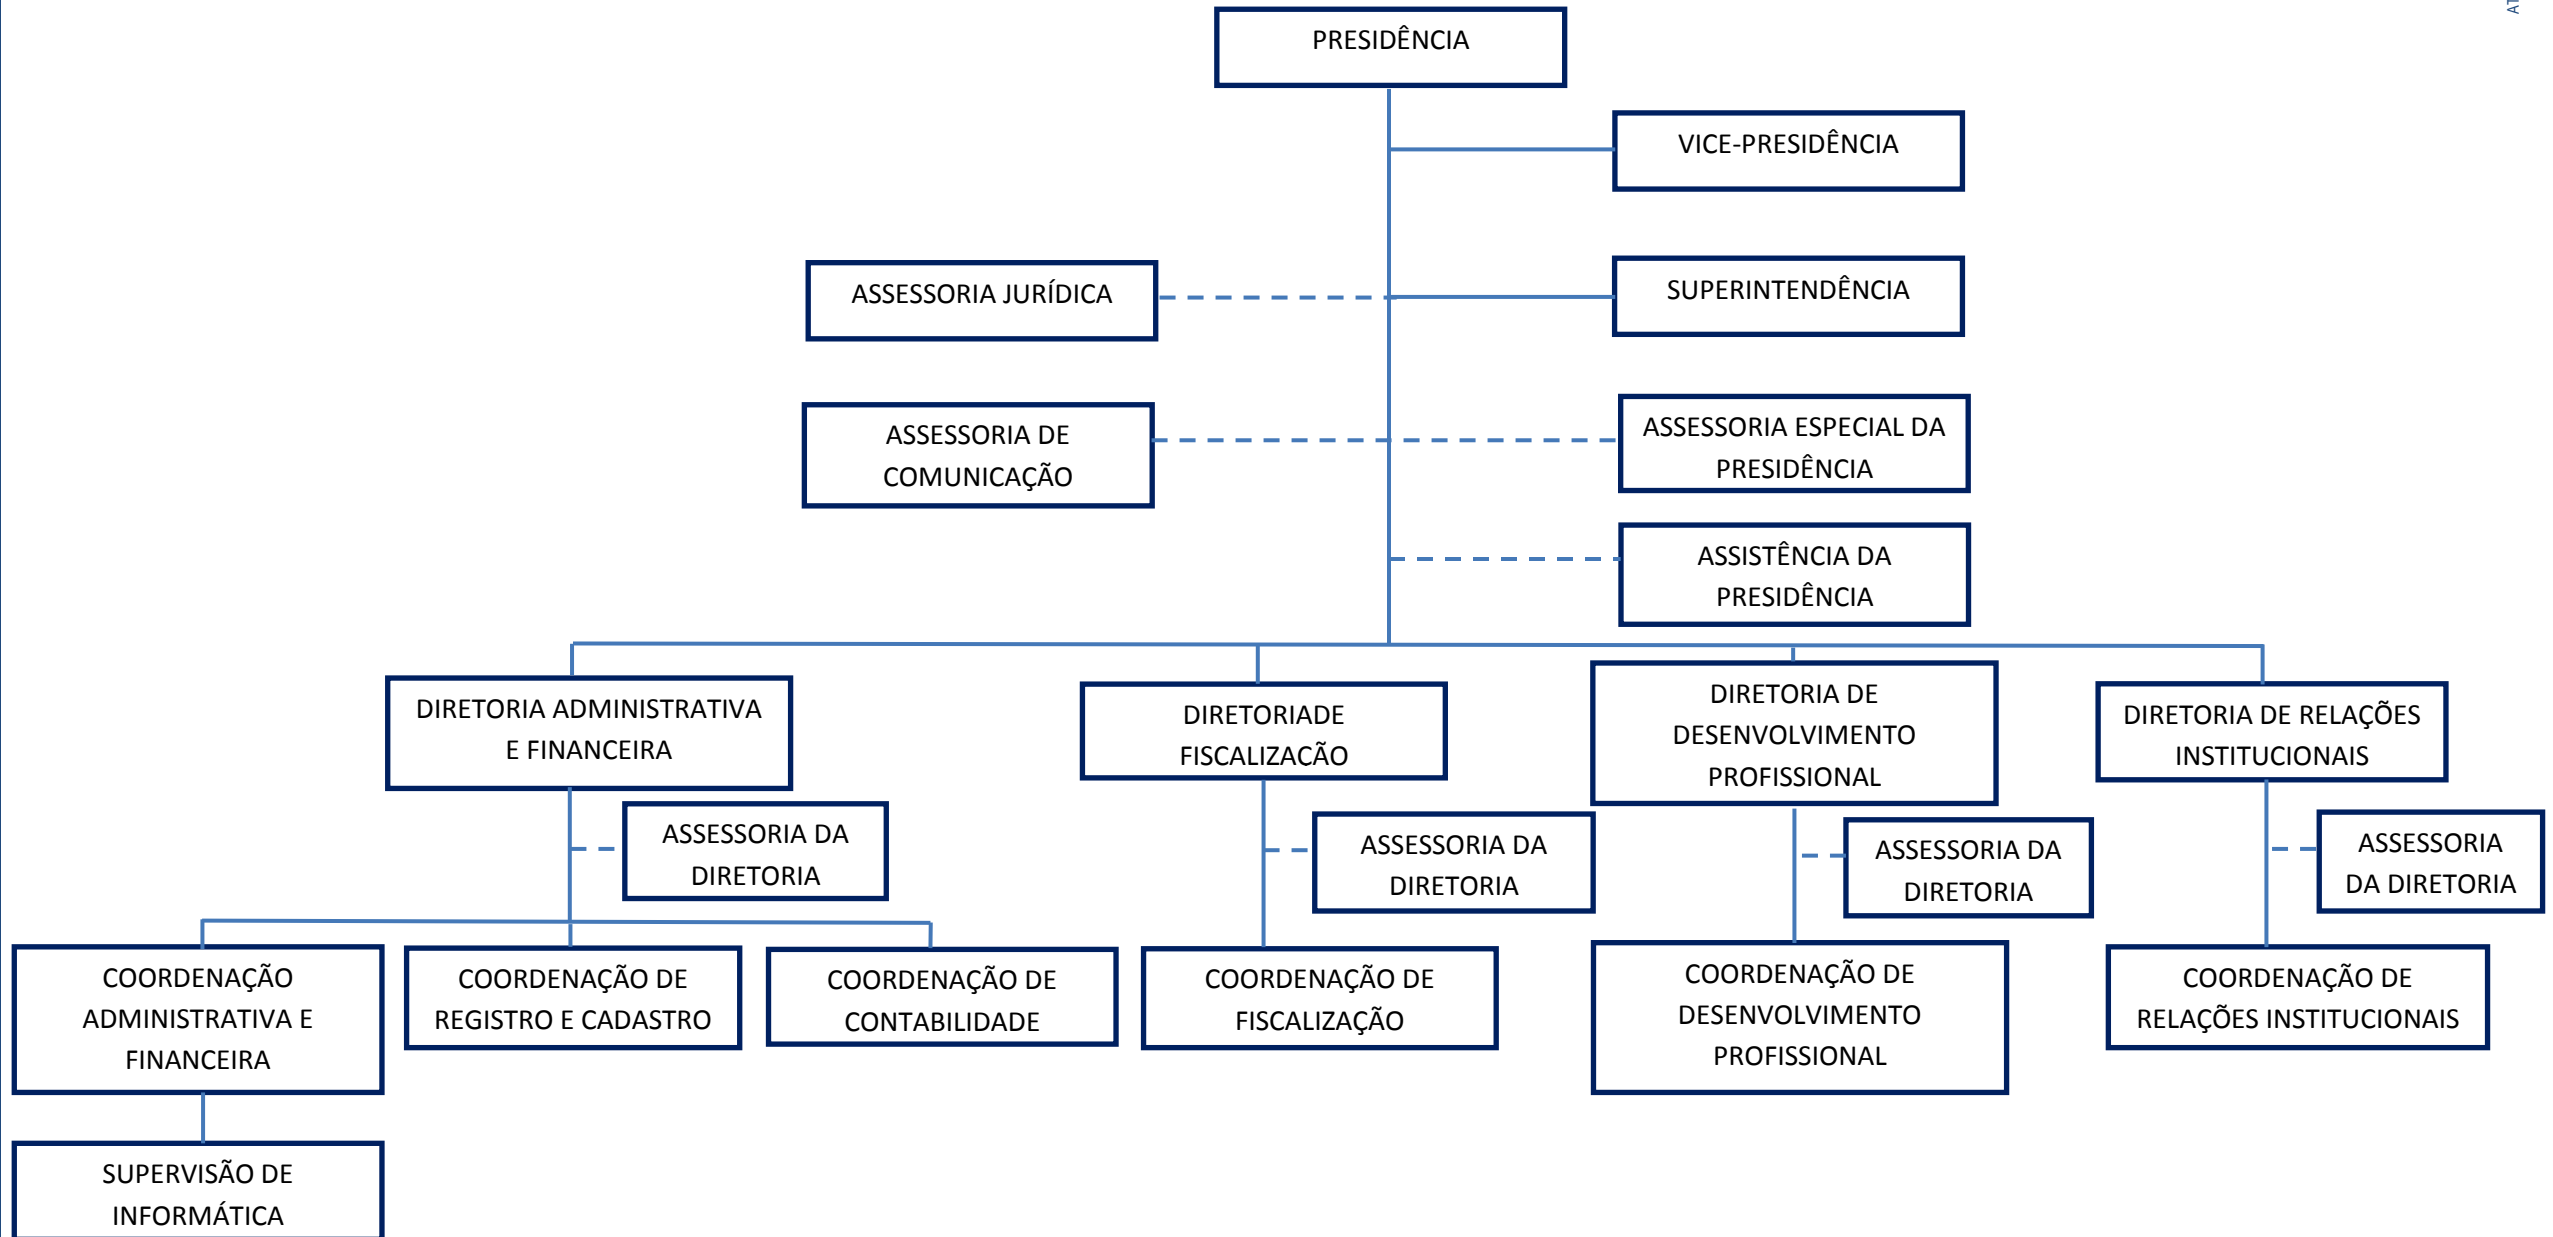 AT
PRESIDÊNCIA
VICE-PRESIDÊNCIA
ASSESSORIA JURÍDICA
SUPERINTENDÊNCIA
ASSESSORIA DE
COMUNICAÇÃO
ASSESSORIA ESPECIAL DA
PRESIDÊNCIA
ASSISTÊNCIA DA
PRESIDÊNCIA
DIRETORIA ADMINISTRATIVA
E FINANCEIRA
DIRETORIADE
FISCALIZAÇÃO
DIRETORIA DE
DESENVOLVIMENTO
PROFISSIONAL
DIRETORIA DE RELAÇÕES
INSTITUCIONAIS
ASSESSORIA DA
DIRETORIA
ASSESSORIA DA
DIRETORIA
ASSESSORIA DA
DIRETORIA
ASSESSORIA
DA DIRETORIA
COORDENAÇÃO
ADMINISTRATIVA E
FINANCEIRA
COORDENAÇÃO DE
REGISTRO E CADASTRO
COORDENAÇÃO DE
CONTABILIDADE
COORDENAÇÃO DE
FISCALIZAÇÃO
COORDENAÇÃO DE
DESENVOLVIMENTO
PROFISSIONAL
COORDENAÇÃO DE
RELAÇÕES INSTITUCIONAIS
SUPERVISÃO DE
INFORMÁTICA